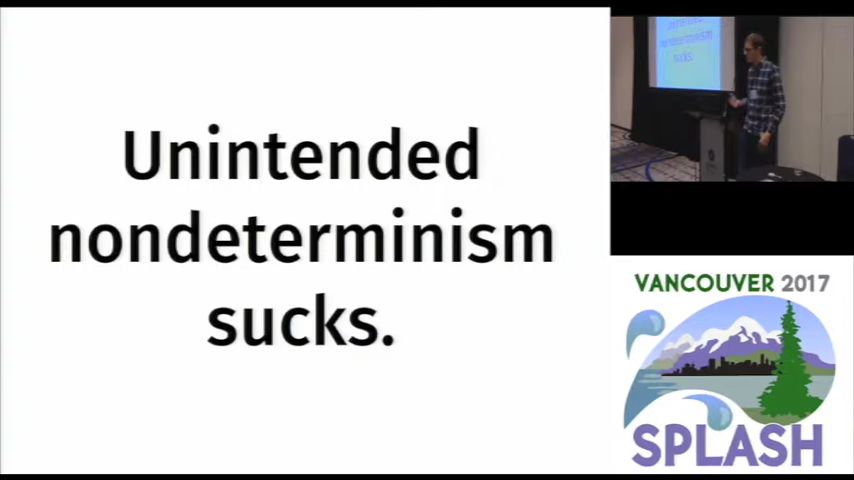 Unintended
nondeterminism
sucks.
VANCOUVER 2017
SPLASH